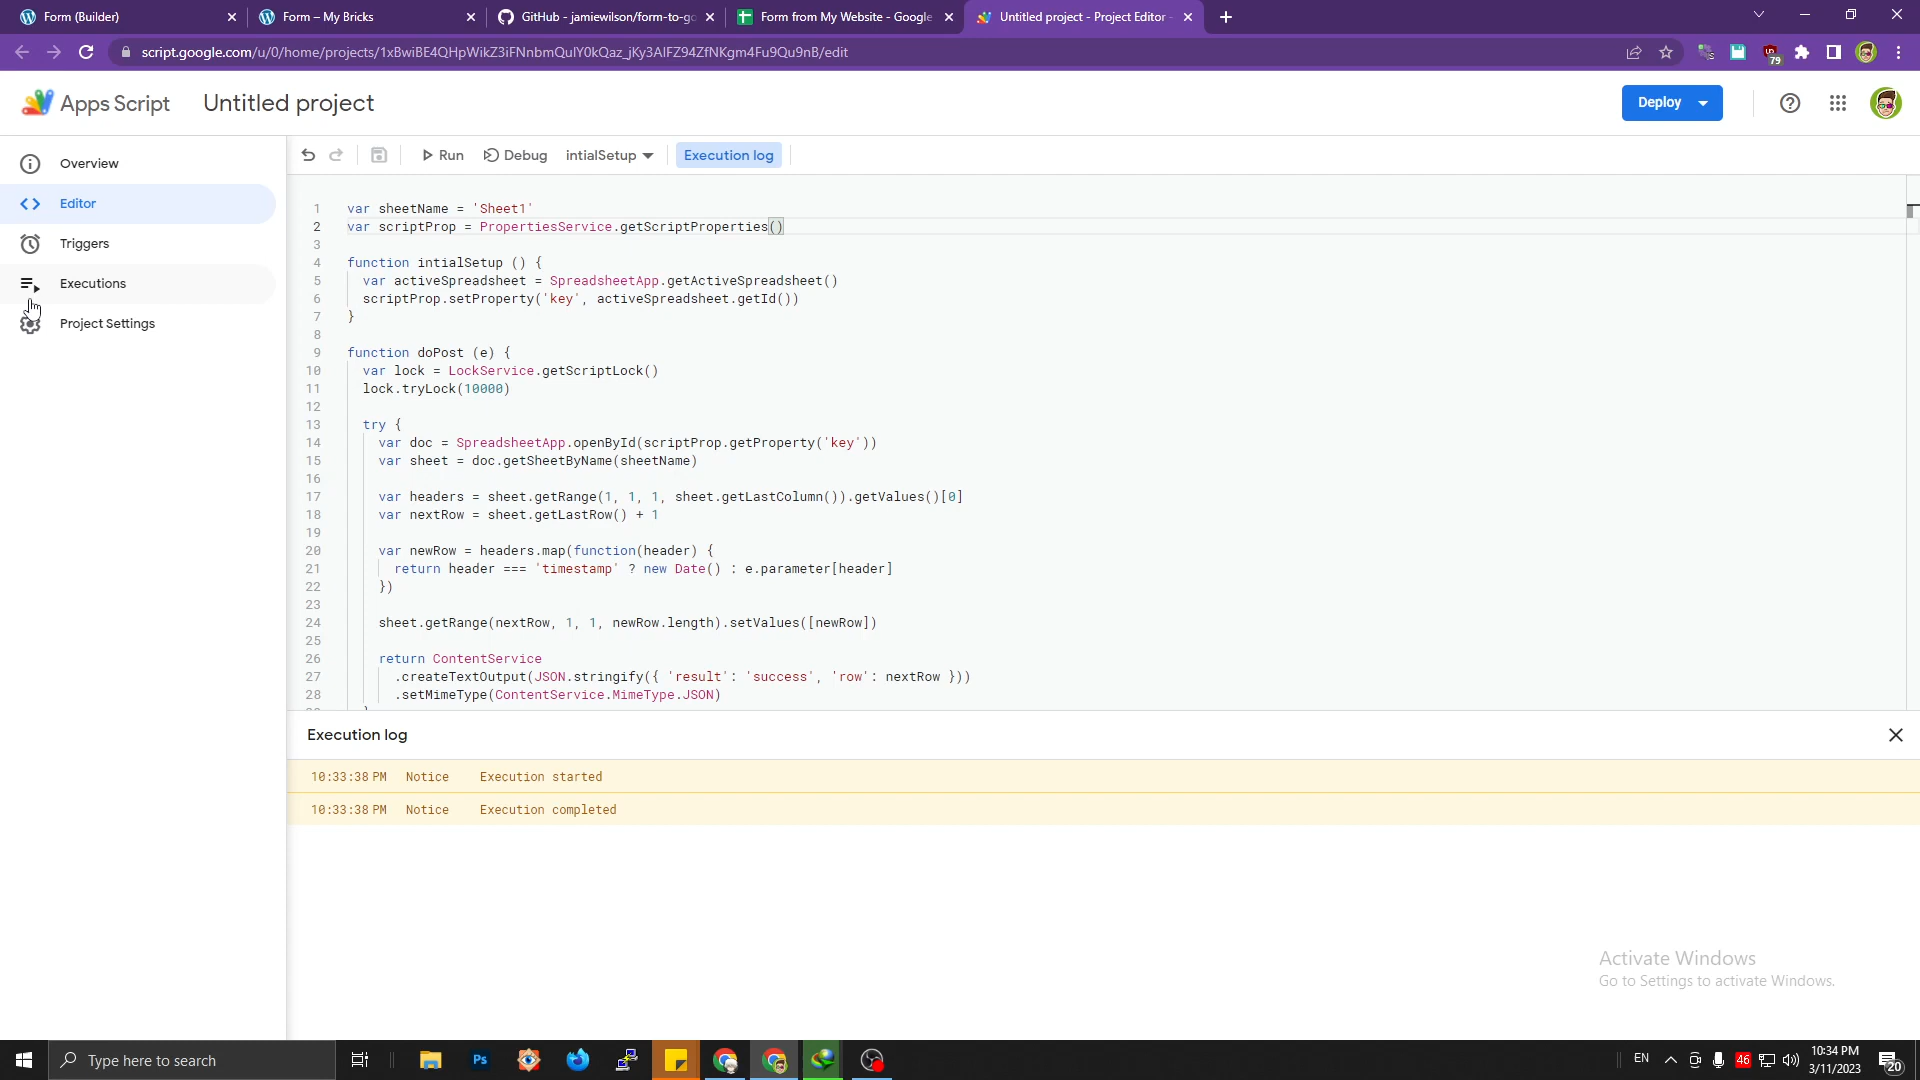 Form (Builder)
Form – My Bricks
GitHub - jamiewilson/form-to-go
Form from My Website - Google
Untitled project - Project Editor -
script.google.com/u/0/home/projects/1xBwiBE4QHpWikZ3iFNnbmQulY0kQaz_jKy3AlFZ94ZfNKgm4Fu9Qu9nB/edit
79
Apps Script
Untitled project
Deploy
Overview
Editor
Triggers
Executions
Project Settings
Run
Debug
intialSetup
Execution log
1 var sheetName = 'Sheet1'
2 var scriptProp = PropertiesService.getScriptProperties()
3
4 function intialSetup () {
5 var activeSpreadsheet = SpreadsheetApp.getActiveSpreadsheet()
6 scriptProp.setProperty('key', activeSpreadsheet.getId())
7 }
8
9 function doPost (e) {
10 var lock = LockService.getScriptLock()
11 lock.tryLock(10000)
12
13 try {
14 var doc = SpreadsheetApp.openById(scriptProp.getProperty('key'))
15 var sheet = doc.getSheetByName(sheetName)
16
17 var headers = sheet.getRange(1, 1, 1, sheet.getLastColumn()).getValues()[0]
18 var nextRow = sheet.getLastRow() + 1
19
20 var newRow = headers.map(function(header) {
21 return header === 'timestamp' ? new Date() : e.parameter[header]
22 })
23
24 sheet.getRange(nextRow, 1, 1, newRow.length).setValues([newRow])
25
26 return ContentService
27 .createTextOutput(JSON.stringify({ 'result': 'success', 'row': nextRow }))
28 .setMimeType(ContentService.MimeType.JSON)
Execution log
10:33:38 PM Notice Execution started
10:33:38 PM Notice Execution completed
Activate Windows
Go to Settings to activate Windows.
Type here to search
Ps
EN
46
10:34 PM
3/11/2023
20